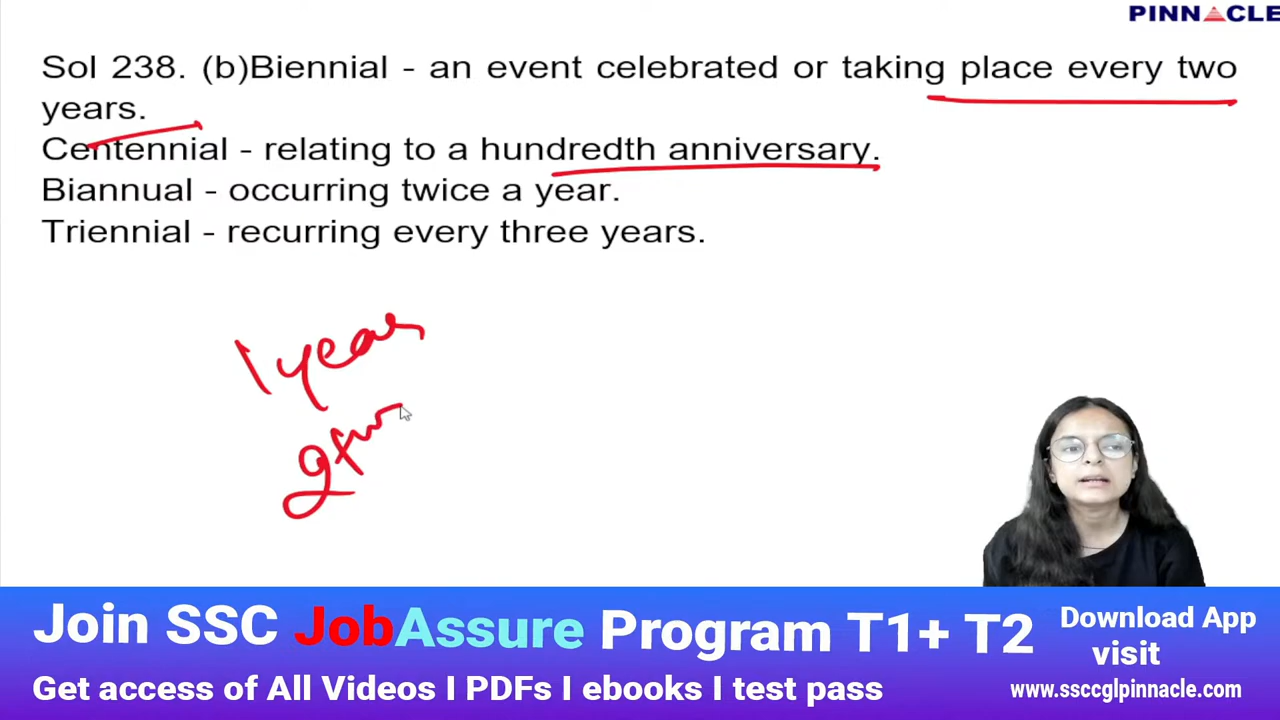 PINNACLE
Sol 238. (b)Biennial - an event celebrated or taking place every two
years.
Centennial - relating to a hundredth anniversary.
Biannual - occurring twice a year.
Triennial - recurring every three years.
1 year
2
Join SSC JobAssure Program T1+ T2
Download App
visit
Get access of All Videos I PDFs I ebooks I test pass
www.ssccglpinnacle.com